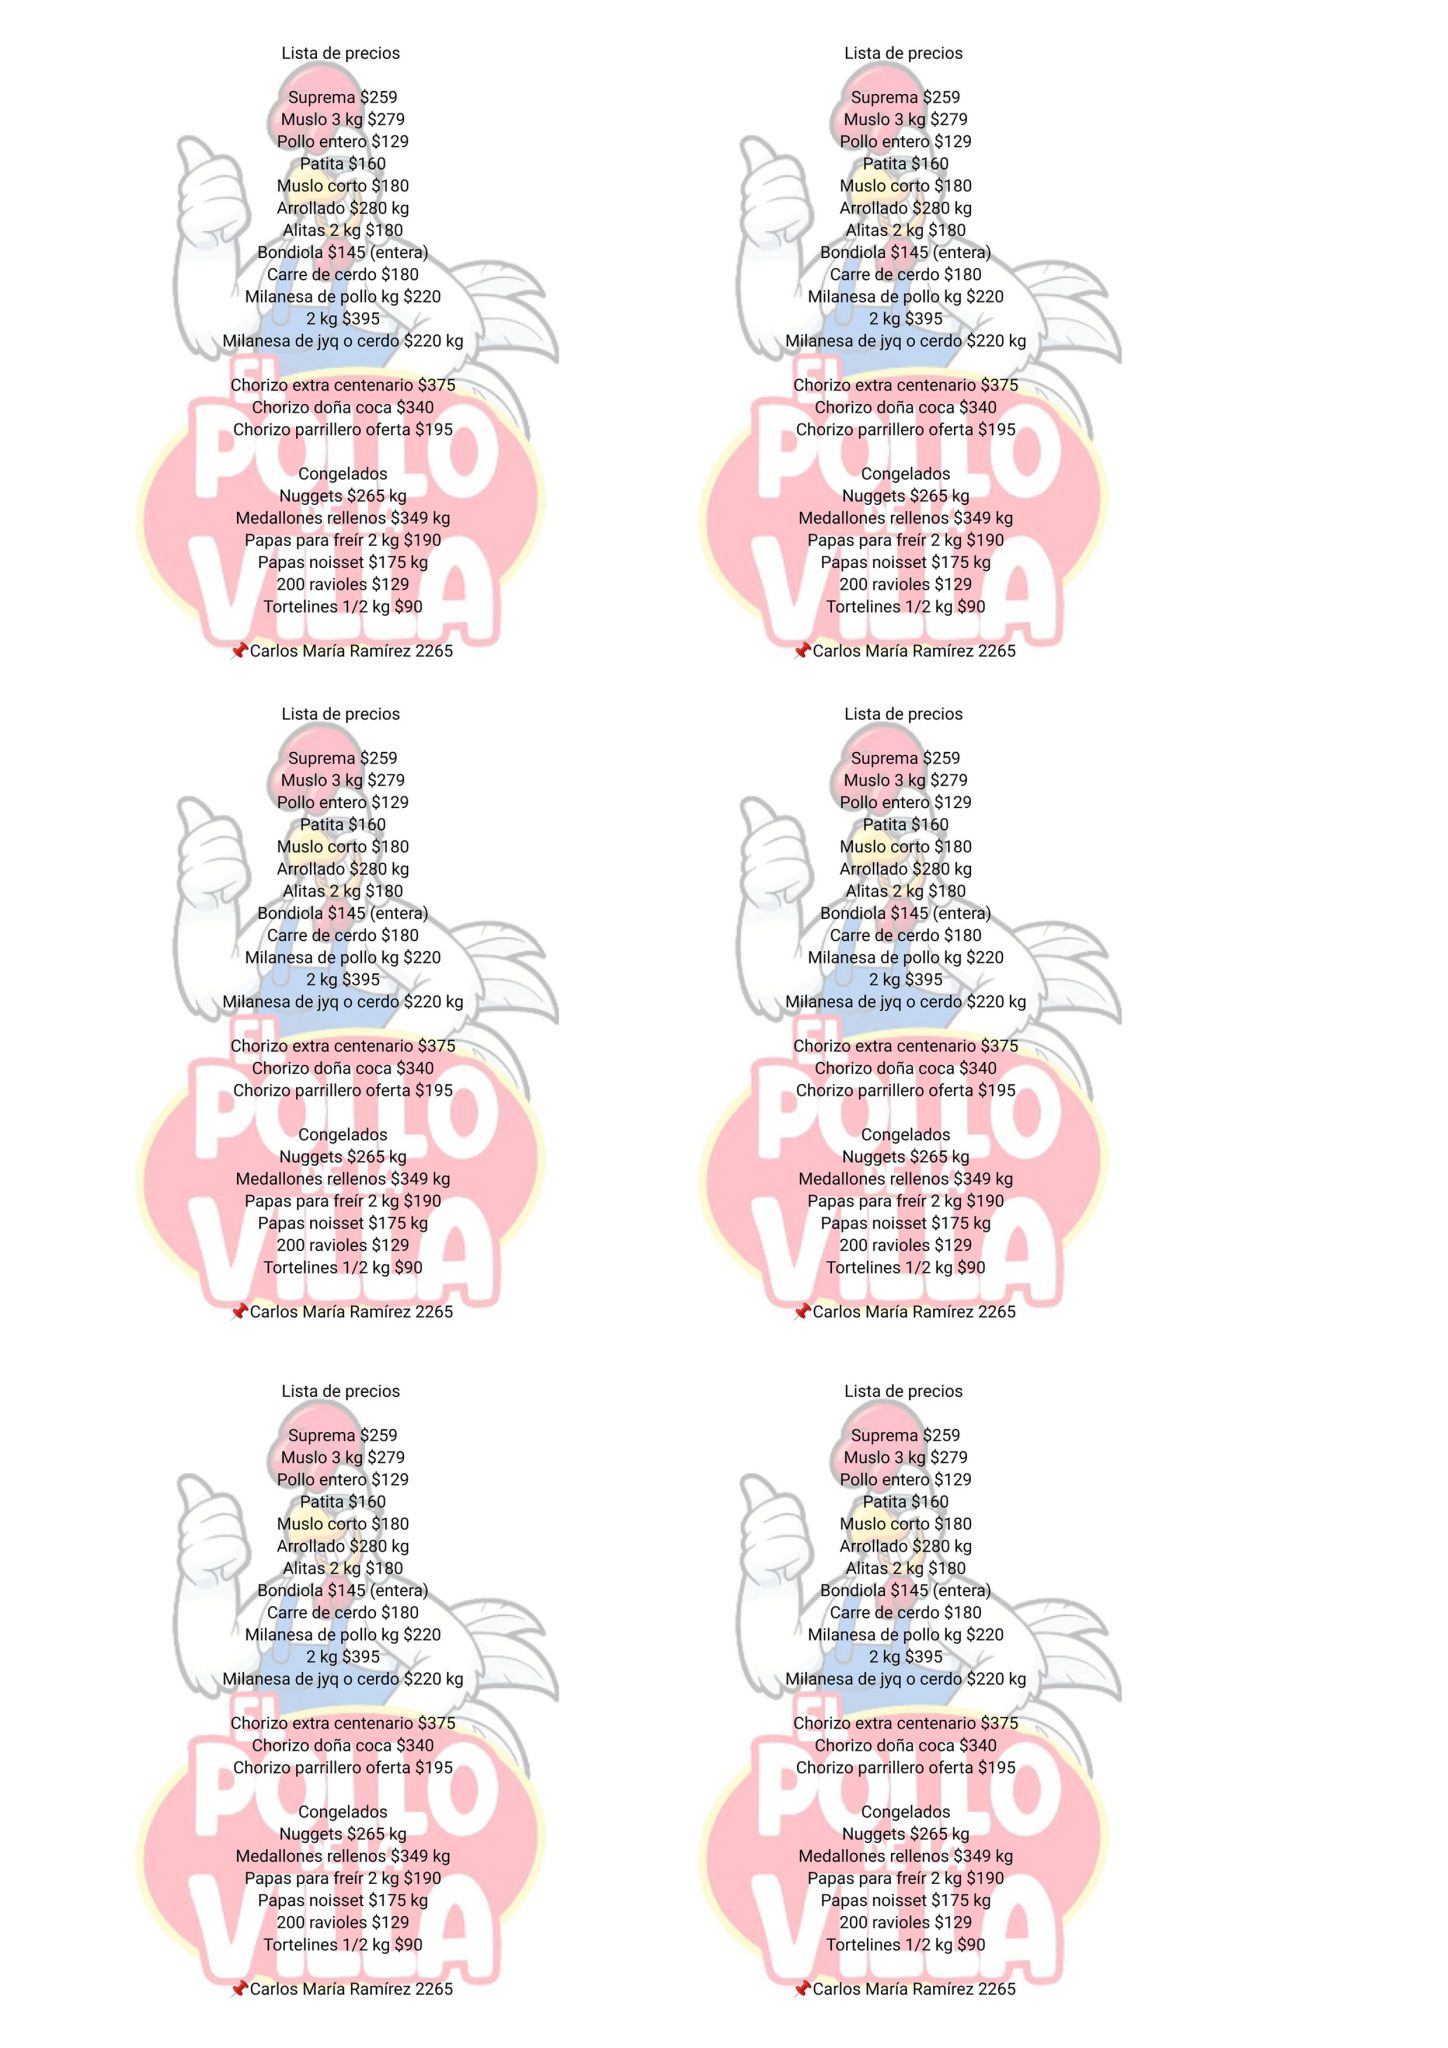 Lista de precios
Suprema $259
Muslo 3 kg $279
Pollo entero $129
Patita $160
Muslo corto $180
Arrollado $280 kg
Alitas 2 kg $180
Bondiola $145 (entera)
Carre de cerdo $180
Milanesa de pollo kg $220
2 kg $395
Milanesa de jyq o cerdo $220 kg
Chorizo extra centenario $375
Chorizo doña coca $340
Chorizo parrillero oferta $195
Congelados
Nuggets $265 kg
Medallones rellenos $349 kg
Papas para freír 2 kg $190
Papas noisset $175 kg
200 ravioles $129
Tortelines 1/2 kg $90
📌Carlos María Ramírez 2265
EL
POLLO
DE LA
VILLA
Lista de precios
Suprema $259
Muslo 3 kg $279
Pollo entero $129
Patita $160
Muslo corto $180
Arrollado $280 kg
Alitas 2 kg $180
Bondiola $145 (entera)
Carre de cerdo $180
Milanesa de pollo kg $220
2 kg $395
Milanesa de jyq o cerdo $220 kg
Chorizo extra centenario $375
Chorizo doña coca $340
Chorizo parrillero oferta $195
Congelados
Nuggets $265 kg
Medallones rellenos $349 kg
Papas para freír 2 kg $190
Papas noisset $175 kg
200 ravioles $129
Tortelines 1/2 kg $90
📌Carlos María Ramírez 2265
EL
POLLO
DE LA
VILLA
Lista de precios
Suprema $259
Muslo 3 kg $279
Pollo entero $129
Patita $160
Muslo corto $180
Arrollado $280 kg
Alitas 2 kg $180
Bondiola $145 (entera)
Carre de cerdo $180
Milanesa de pollo kg $220
2 kg $395
Milanesa de jyq o cerdo $220 kg
Chorizo extra centenario $375
Chorizo doña coca $340
Chorizo parrillero oferta $195
Congelados
Nuggets $265 kg
Medallones rellenos $349 kg
Papas para freír 2 kg $190
Papas noisset $175 kg
200 ravioles $129
Tortelines 1/2 kg $90
📌Carlos María Ramírez 2265
EL
POLLO
DE LA
VILLA
Lista de precios
Suprema $259
Muslo 3 kg $279
Pollo entero $129
Patita $160
Muslo corto $180
Arrollado $280 kg
Alitas 2 kg $180
Bondiola $145 (entera)
Carre de cerdo $180
Milanesa de pollo kg $220
2 kg $395
Milanesa de jyq o cerdo $220 kg
Chorizo extra centenario $375
Chorizo doña coca $340
Chorizo parrillero oferta $195
Congelados
Nuggets $265 kg
Medallones rellenos $349 kg
Papas para freír 2 kg $190
Papas noisset $175 kg
200 ravioles $129
Tortelines 1/2 kg $90
📌Carlos María Ramírez 2265
EL
POLLO
DE LA
VILLA
Lista de precios
Suprema $259
Muslo 3 kg $279
Pollo entero $129
Patita $160
Muslo corto $180
Arrollado $280 kg
Alitas 2 kg $180
Bondiola $145 (entera)
Carre de cerdo $180
Milanesa de pollo kg $220
2 kg $395
Milanesa de jyq o cerdo $220 kg
Chorizo extra centenario $375
Chorizo doña coca $340
Chorizo parrillero oferta $195
Congelados
Nuggets $265 kg
Medallones rellenos $349 kg
Papas para freír 2 kg $190
Papas noisset $175 kg
200 ravioles $129
Tortelines 1/2 kg $90
📌Carlos María Ramírez 2265
EL
POLLO
DE LA
VILLA
Lista de precios
Suprema $259
Muslo 3 kg $279
Pollo entero $129
Patita $160
Muslo corto $180
Arrollado $280 kg
Alitas 2 kg $180
Bondiola $145 (entera)
Carre de cerdo $180
Milanesa de pollo kg $220
2 kg $395
Milanesa de jyq o cerdo $220 kg
Chorizo extra centenario $375
Chorizo doña coca $340
Chorizo parrillero oferta $195
Congelados
Nuggets $265 kg
Medallones rellenos $349 kg
Papas para freír 2 kg $190
Papas noisset $175 kg
200 ravioles $129
Tortelines 1/2 kg $90
📌Carlos María Ramírez 2265
EL
POLLO
DE LA
VILLA